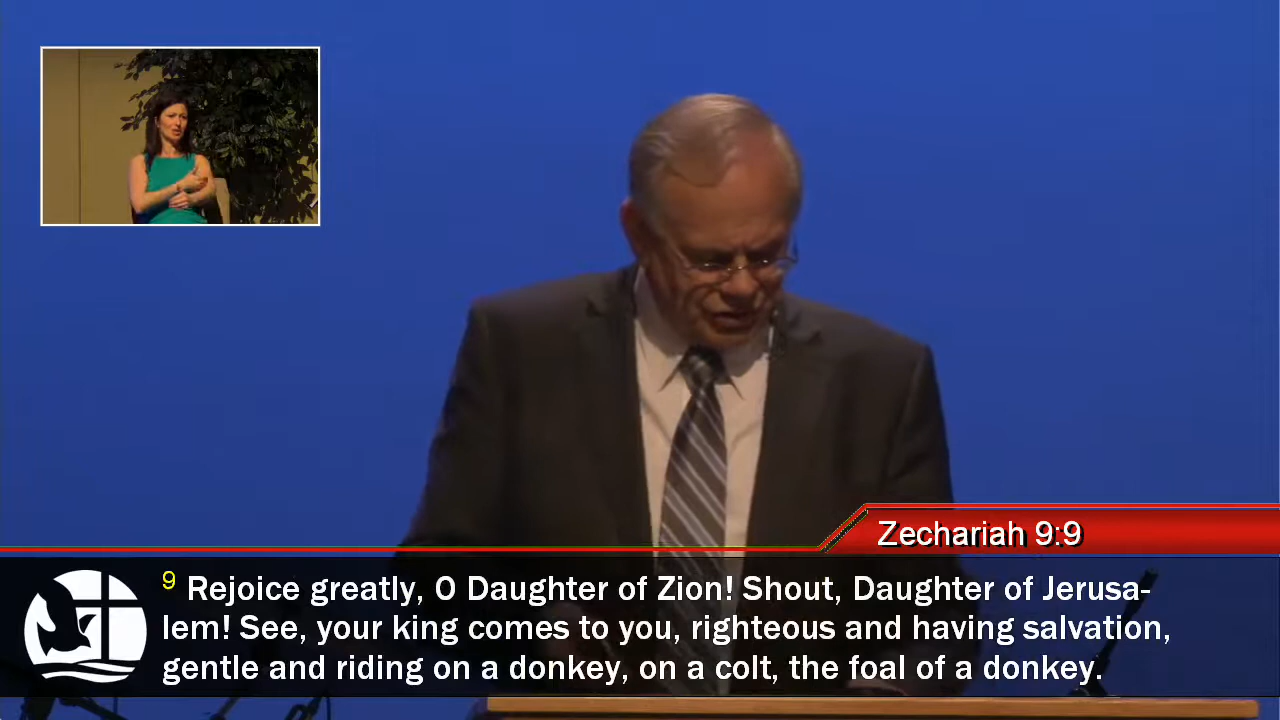 Zechariah 9:9
9 Rejoice greatly, O Daughter of Zion! Shout, Daughter of Jerusa-
lem! See, your king comes to you, righteous and having salvation,
gentle and riding on a donkey, on a colt, the foal of a donkey.